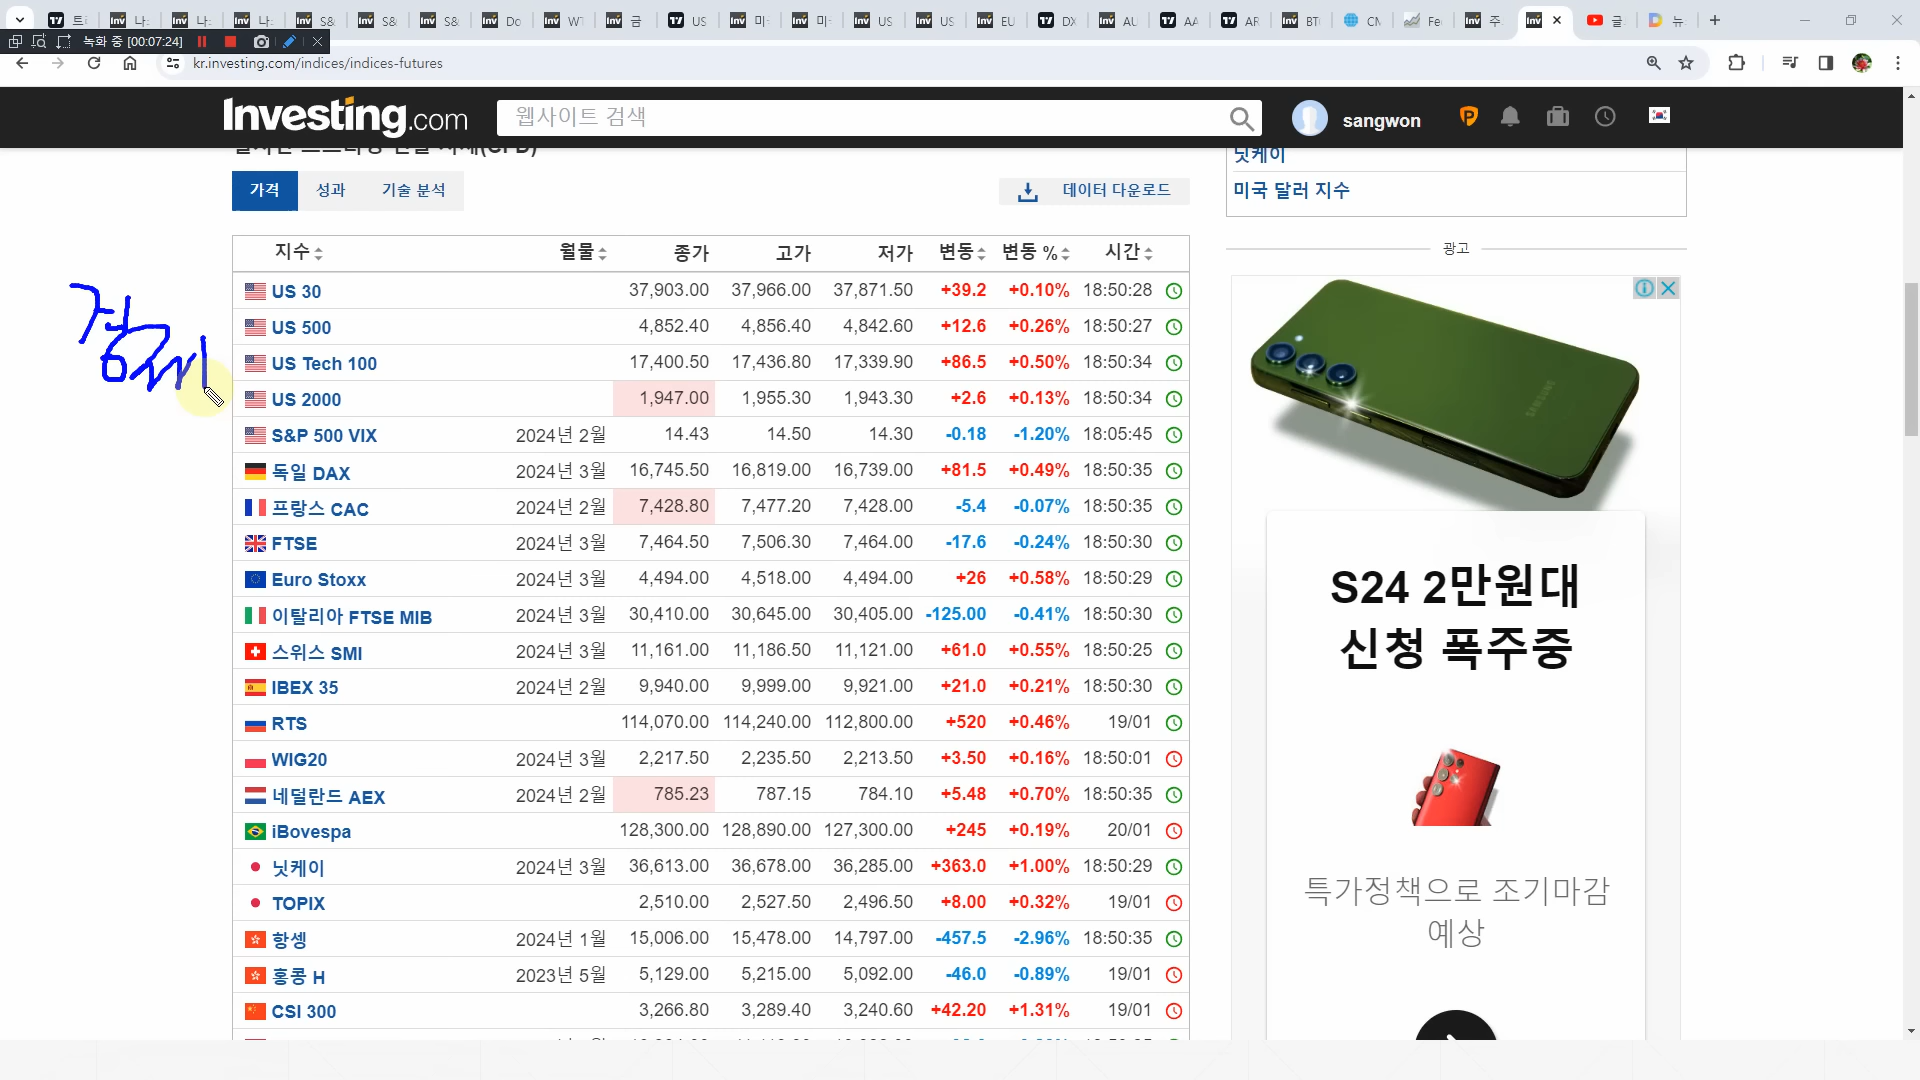 녹화 중 [00:07:24]
kr.investing.com/indices/indices-futures
Investing.com
웹사이트 검색
sangwon
가격 성과 기술 분석
데이터 다운로드
닛케이
미국 달러 지수
광고
지수 월물 종가 고가 저가 변동 변동 % 시간
US 30 37,903.00 37,966.00 37,871.50 +39.2 +0.10% 18:50:28
US 500 4,852.40 4,856.40 4,842.60 +12.6 +0.26% 18:50:27
US Tech 100 17,400.50 17,436.80 17,339.90 +86.5 +0.50% 18:50:34
US 2000 1,947.00 1,955.30 1,943.30 +2.6 +0.13% 18:50:34
S&P 500 VIX 2024년 2월 14.43 14.50 14.30 -0.18 -1.20% 18:05:45
독일 DAX 2024년 3월 16,745.50 16,819.00 16,739.00 +81.5 +0.49% 18:50:35
프랑스 CAC 2024년 2월 7,428.80 7,477.20 7,428.00 -5.4 -0.07% 18:50:35
FTSE 2024년 3월 7,464.50 7,506.30 7,464.00 -17.6 -0.24% 18:50:30
Euro Stoxx 2024년 3월 4,494.00 4,518.00 4,494.00 +26 +0.58% 18:50:29
이탈리아 FTSE MIB 2024년 3월 30,410.00 30,645.00 30,405.00 -125.00 -0.41% 18:50:30
스위스 SMI 2024년 3월 11,161.00 11,186.50 11,121.00 +61.0 +0.55% 18:50:25
IBEX 35 2024년 2월 9,940.00 9,999.00 9,921.00 +21.0 +0.21% 18:50:30
RTS 114,070.00 114,240.00 112,800.00 +520 +0.46% 19/01
WIG20 2024년 3월 2,217.50 2,235.50 2,213.50 +3.50 +0.16% 18:50:01
네덜란드 AEX 2024년 2월 785.23 787.15 784.10 +5.48 +0.70% 18:50:35
iBovespa 128,300.00 128,890.00 127,300.00 +245 +0.19% 20/01
닛케이 2024년 3월 36,613.00 36,678.00 36,285.00 +363.0 +1.00% 18:50:29
TOPIX 2,510.00 2,527.50 2,496.50 +8.00 +0.32% 19/01
항셍 2024년 1월 15,006.00 15,478.00 14,797.00 -457.5 -2.96% 18:50:35
홍콩 H 2023년 5월 5,129.00 5,215.00 5,092.00 -46.0 -0.89% 19/01
CSI 300 3,266.80 3,289.40 3,240.60 +42.20 +1.31% 19/01
SAMSUNG
S24 2만원대
신청 폭주중
특가정책으로 조기마감
예상